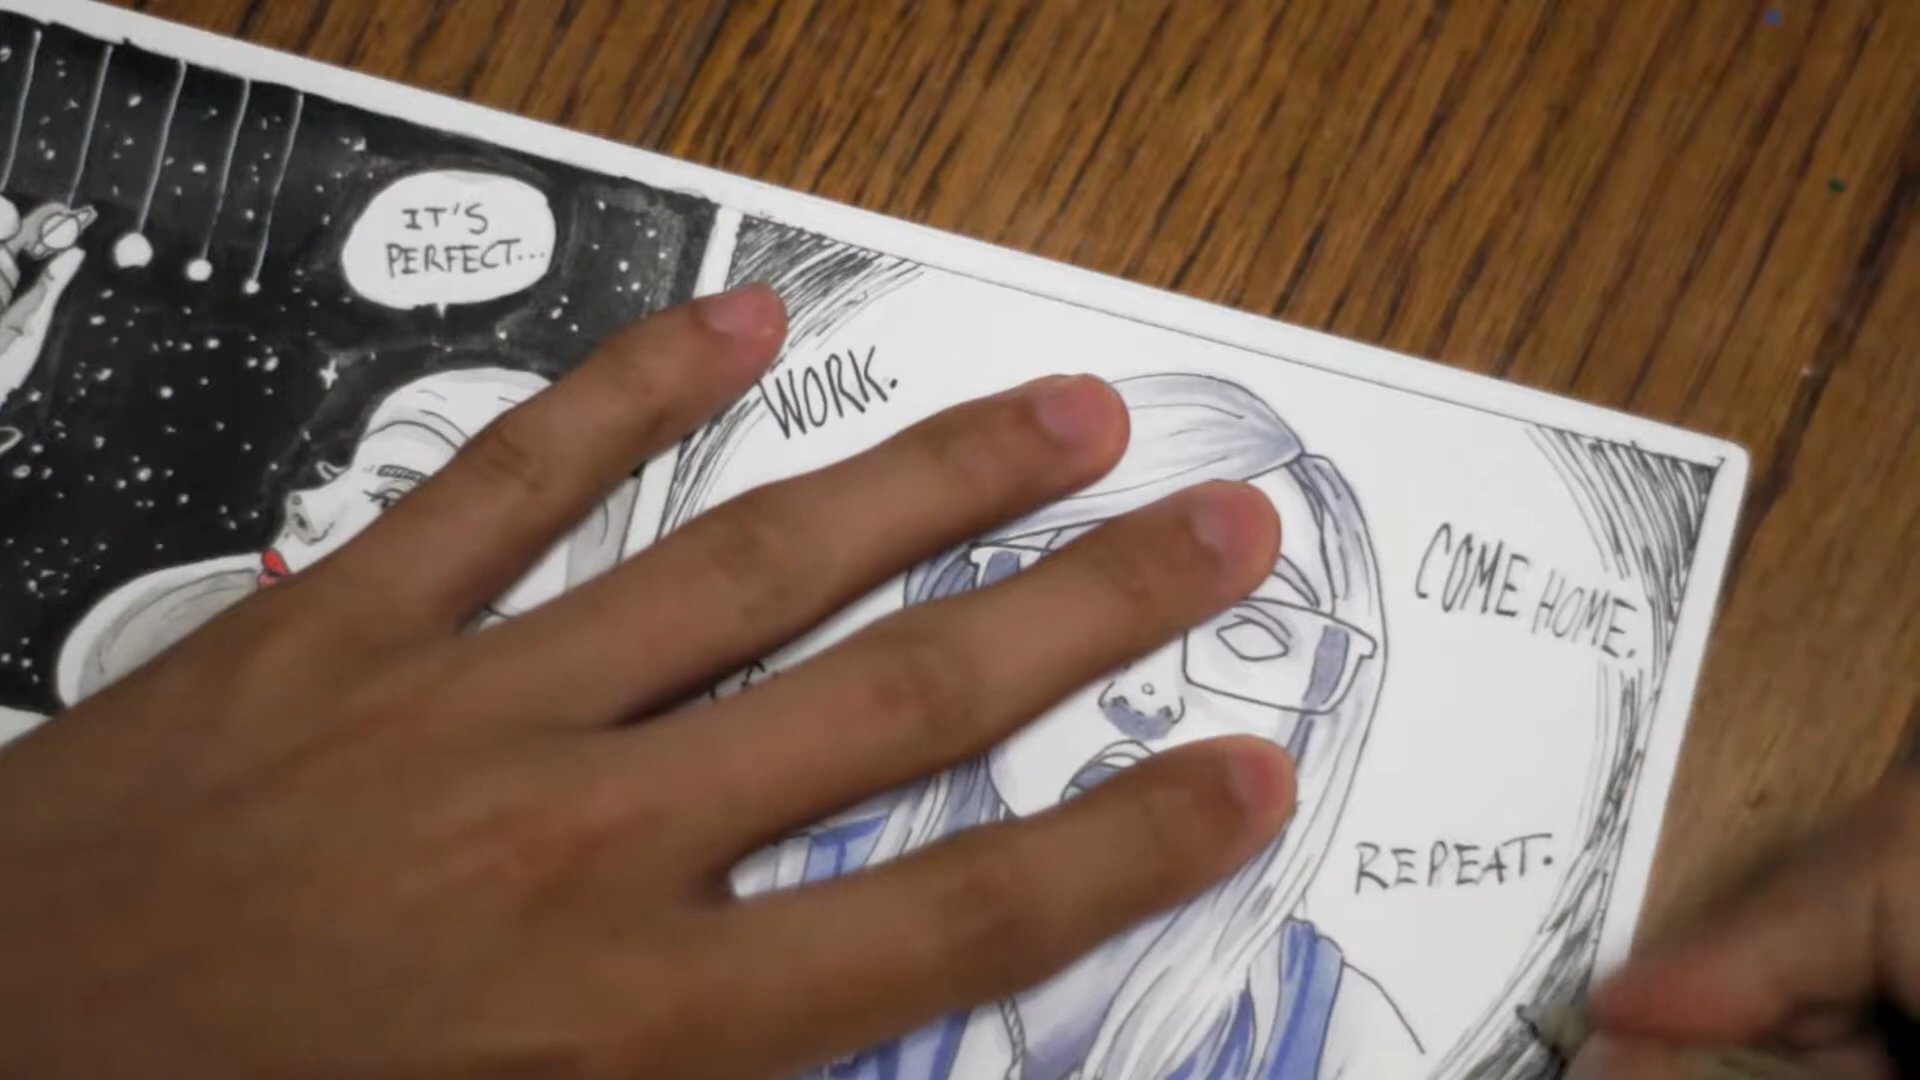 IT'S
PERFECT...
WORK.
COME HOME.
REPEAT.